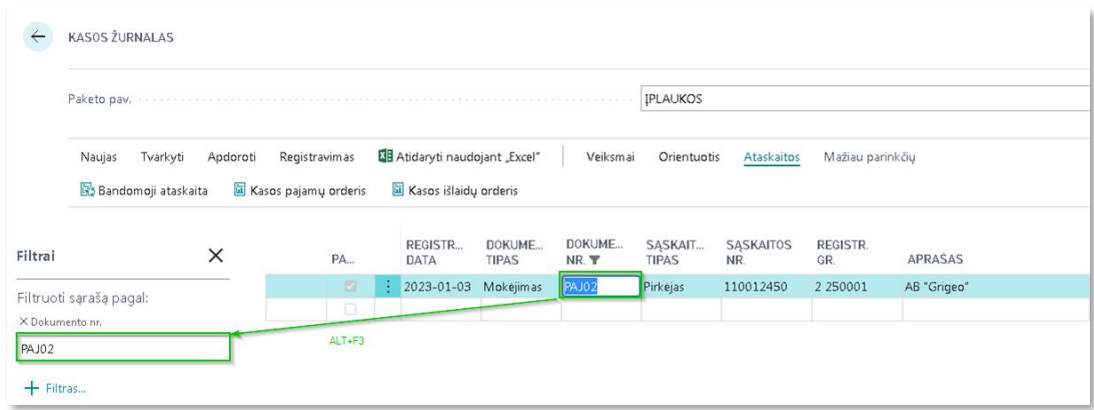 KASOS ŽURNALAS
Paketo pav. ĮPLAUKOS
Naujas Tvarkyti Apdoroti Registravimas Atidaryti naudojant „Excel“ Veiksmai Orientuotis Ataskaitos Mažiau parinkčių
Bandomoji ataskaita Kasos pajamų orderis Kasos išlaidų orderis
Filtrai
Filtruoti sąrašą pagal:
Dokumento nr.
PAJ02
Filtras...
PA... REGISTR... DATA DOKUME... TIPAS DOKUME... NR. SĄSKAIT... TIPAS SĄSKAITOS NR. REGISTR. GR. APRAŠAS
2023-01-03 Mokėjimas PAJ02 Pirkėjas 110012450 2 250001 AB "Grigeo"
ALT+F3